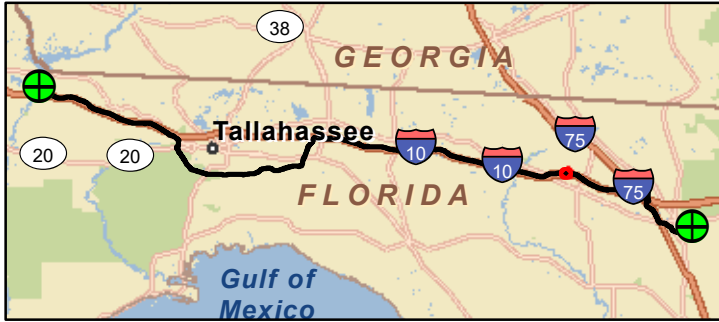 38
GEORGIA
Tallahassee
75
10
20
20
10
75
FLORIDA
Gulf of
Mexico